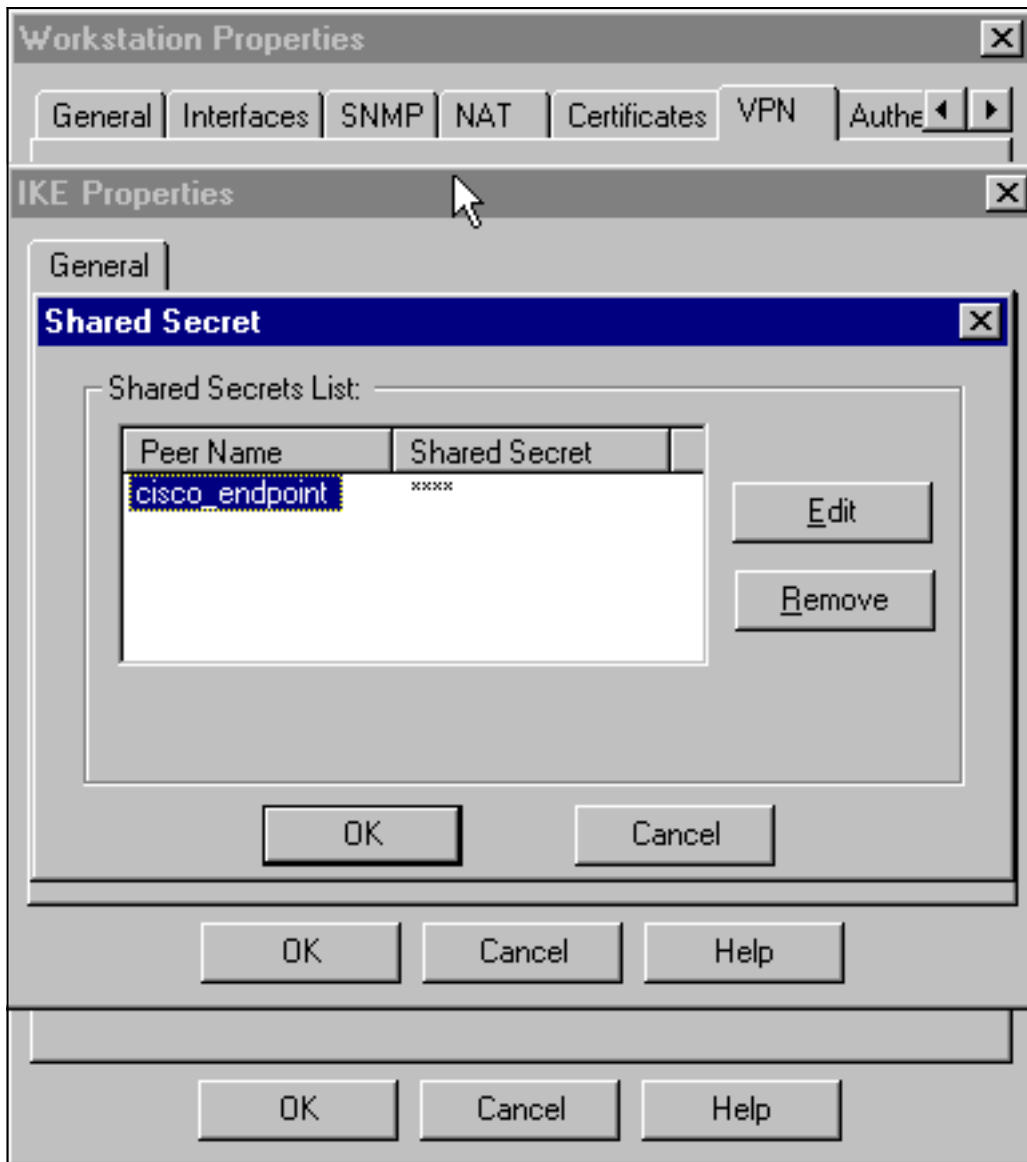 Workstation Properties
General Interfaces SNMP NAT Certificates VPN Authe
IKE Properties
General
Shared Secret
Shared Secrets List:
Peer Name Shared Secret
cisco_endpoint ****
Edit
Remove
OK Cancel
OK Cancel Help
OK Cancel Help